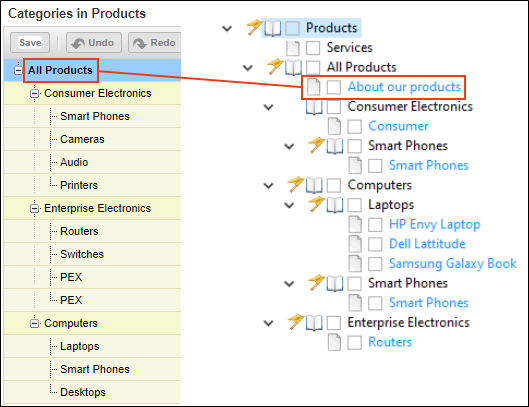 Categories in Products
Save Undo Redo
All Products
Consumer Electronics
Smart Phones
Cameras
Audio
Printers
Enterprise Electronics
Routers
Switches
PEX
PEX
Computers
Laptops
Smart Phones
Desktops
Products
Services
All Products
About our products
Consumer Electronics
Consumer
Smart Phones
Smart Phones
Computers
Laptops
HP Envy Laptop
Dell Lattitude
Samsung Galaxy Book
Smart Phones
Smart Phones
Enterprise Electronics
Routers